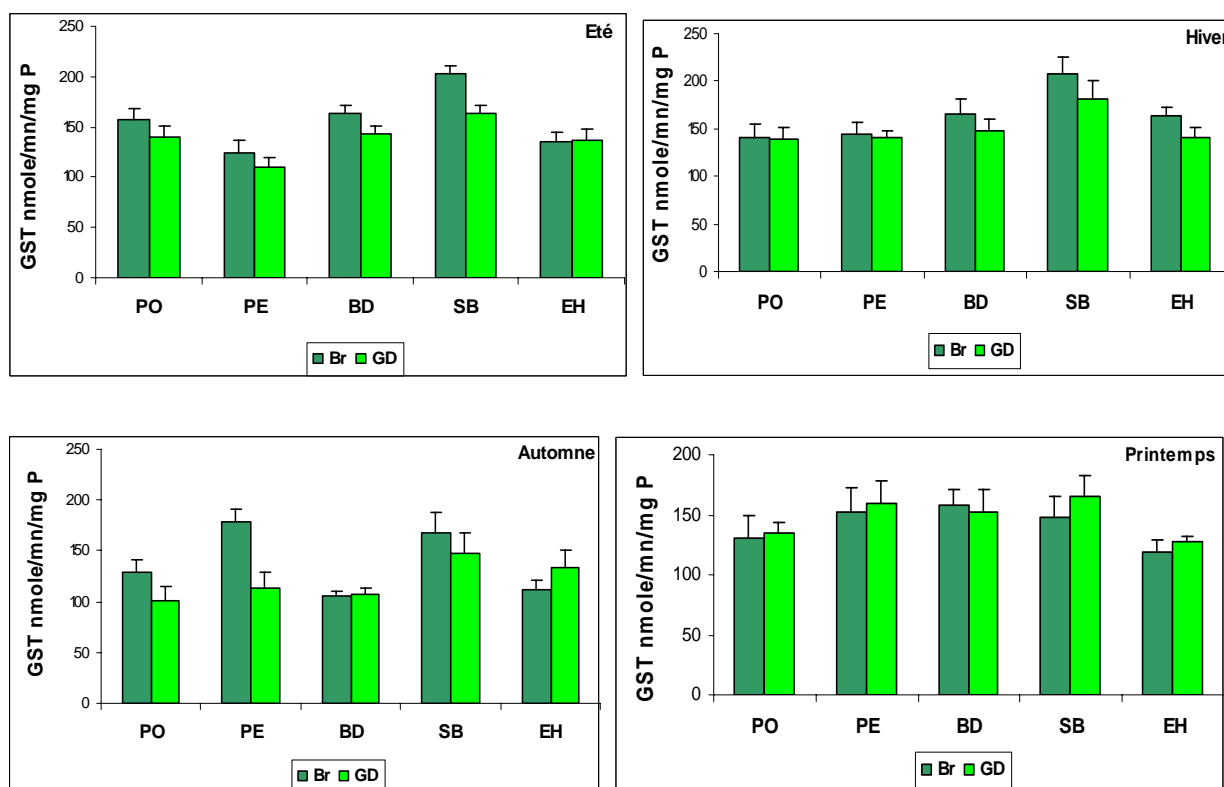 Eté
GST nmole/mn/mg P
250
200
150
100
50
0
PO PE BD SB EH
Br GD
Hiver
GST nmole/mn/mg P
250
200
150
100
50
0
PO PE BD SB EH
Br GD
Automne
GST nmole/mn/mg P
250
200
150
100
50
0
PO PE BD SB EH
Br GD
Printemps
GST nmole/mn/mg P
200
150
100
50
0
PO PE BD SB EH
Br GD